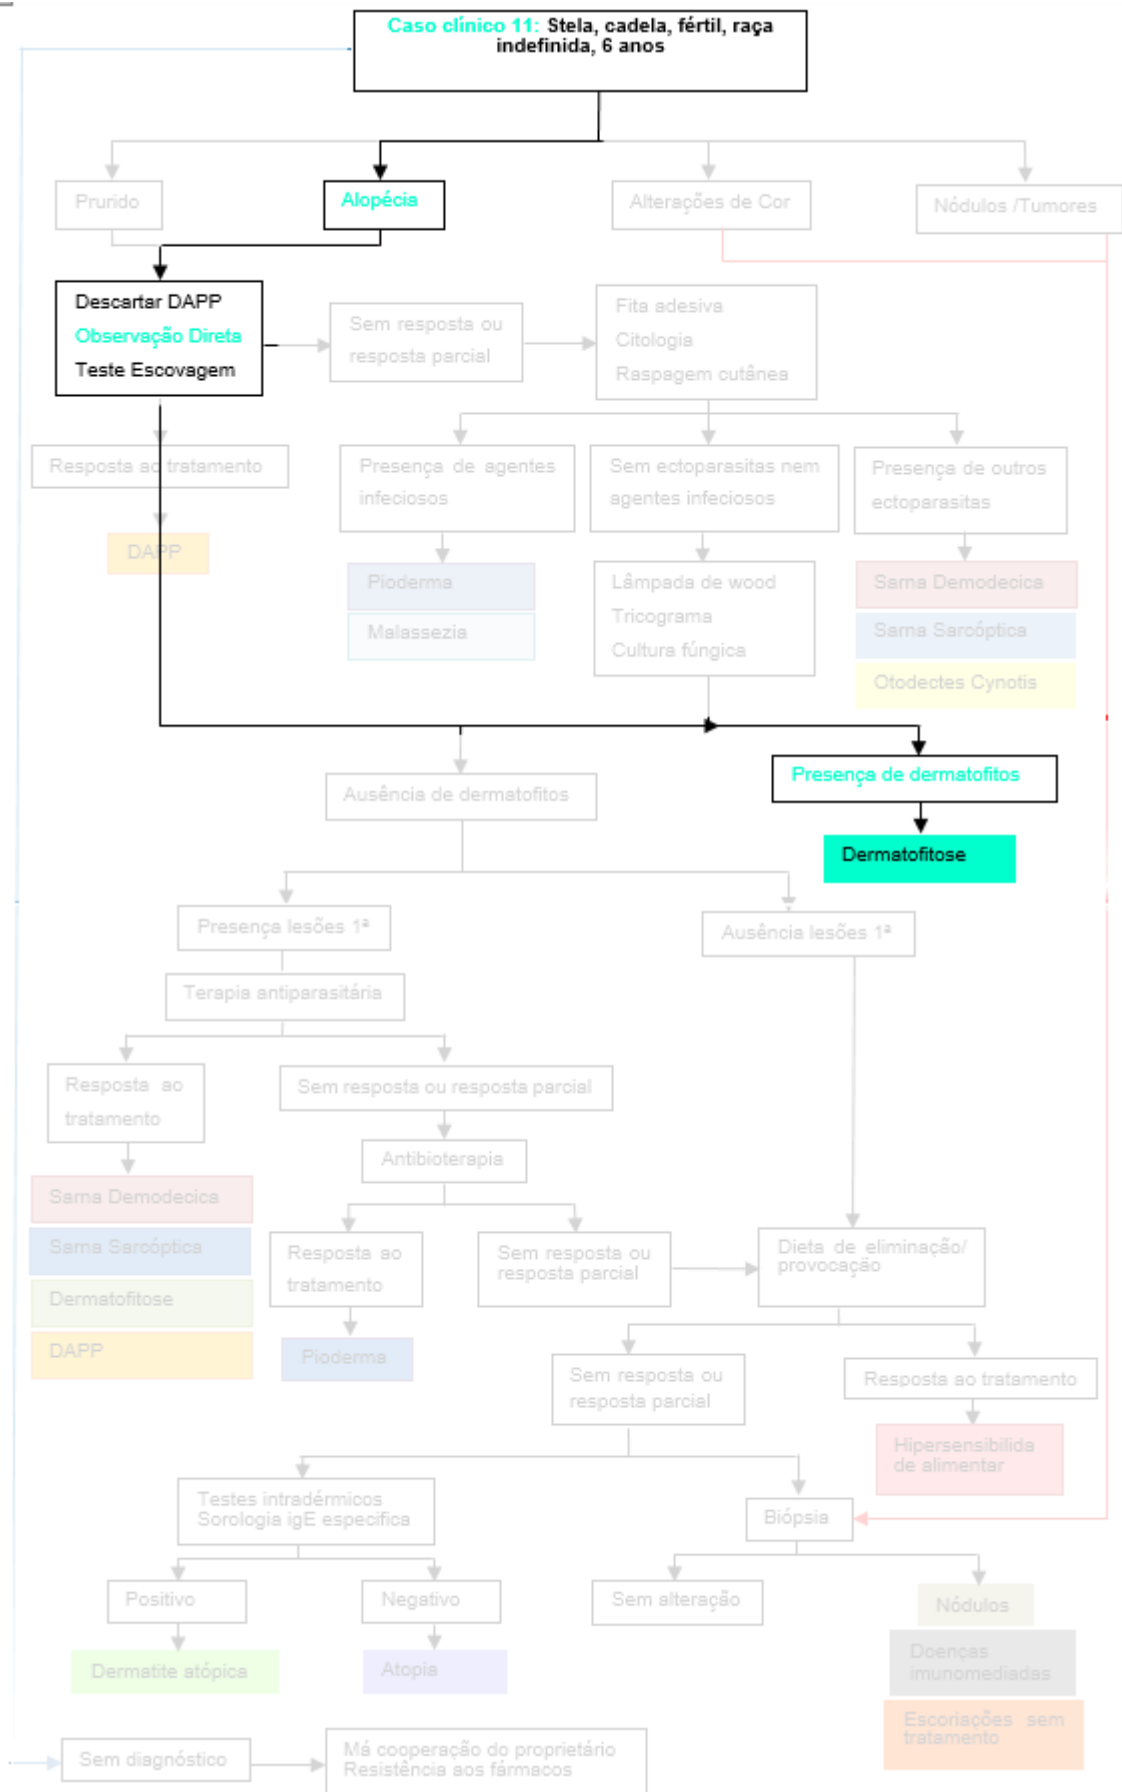 Caso clínico 11: Stela, cadela, fértil, raça
indefinida, 6 anos
Prurido
Alopécia
Alterações de Cor
Nódulos /Tumores
Descartar DAPP
Observação Direta
Teste Escovagem
Sem resposta ou
resposta parcial
Fita adesiva
Citologia
Raspagem cutânea
Resposta ao tratamento
Presença de agentes
infeciosos
Sem ectoparasitas nem
agentes infeciosos
Presença de outros
ectoparasitas
DAPP
Pioderma
Malassezia
Lâmpada de wood
Tricograma
Cultura fúngica
Sarna Demodecica
Sarna Sarcóptica
Otodectes Cynotis
Ausência de dermatofitos
Presença de dermatofitos
Dermatofitose
Presença lesões 1ª
Ausência lesões 1ª
Terapia antiparasitária
Resposta ao
tratamento
Sem resposta ou resposta parcial
Antibioterapia
Sarna Demodecica
Sarna Sarcóptica
Dermatofitose
DAPP
Resposta ao
tratamento
Sem resposta ou
resposta parcial
Dieta de eliminação/
provocação
Pioderma
Sem resposta ou
resposta parcial
Resposta ao tratamento
Hipersensibilida
de alimentar
Testes intradérmicos
Sorologia igE especifica
Biópsia
Positivo
Negativo
Sem alteração
Nódulos
Dermatite atópica
Atopia
Doenças
imunomediadas
Escoriações sem
tratamento
Sem diagnóstico
Má cooperação do proprietário
Resistência aos fármacos